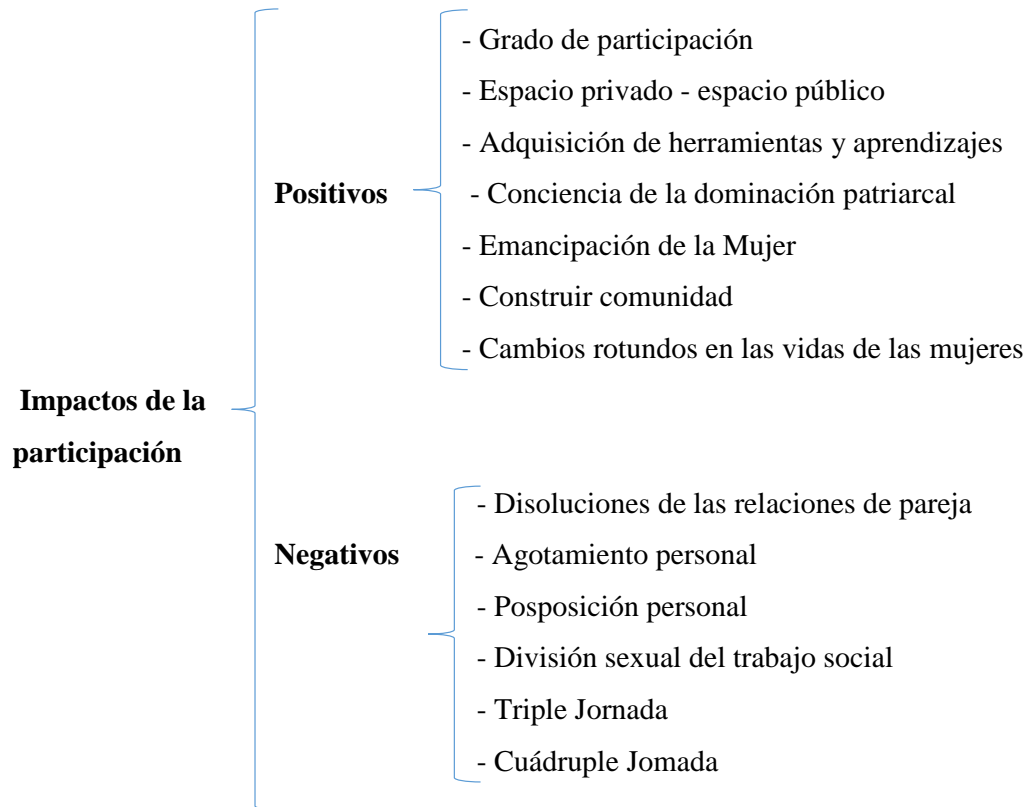 - Grado de participación
- Espacio privado - espacio público
- Adquisición de herramientas y aprendizajes
Positivos
- Conciencia de la dominación patriarcal
- Emancipación de la Mujer
- Construir comunidad
- Cambios rotundos en las vidas de las mujeres
Impactos de la
participación
- Disoluciones de las relaciones de pareja
Negativos
- Agotamiento personal
- Posposición personal
- División sexual del trabajo social
- Triple Jornada
- Cuádruple Jomada